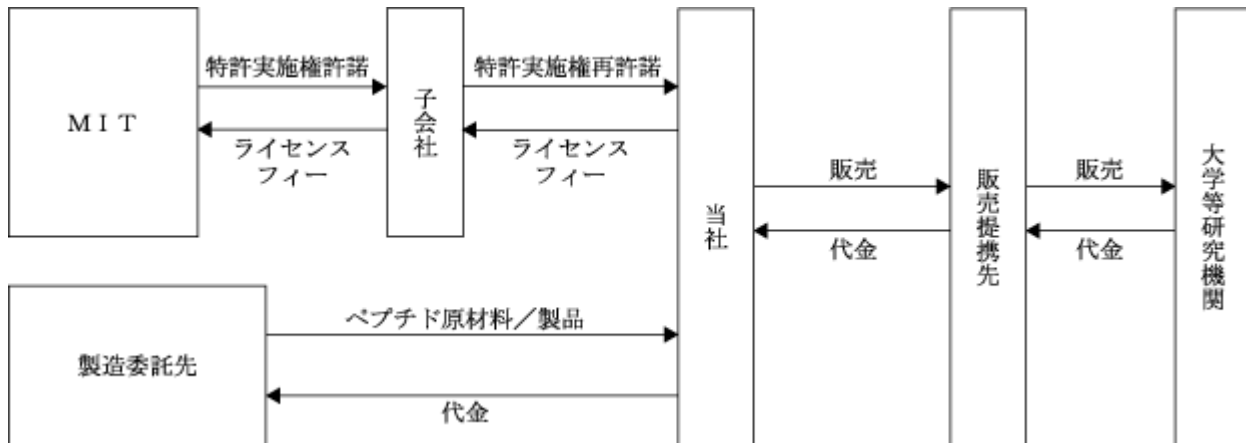 ＭＩＴ
特許実施権許諾
ライセンス
フィー
子会社
特許実施権再許諾
ライセンス
フィー
当社
販売
代金
販売提携先
販売
代金
大学等研究機関
製造委託先
ペプチド原材料／製品
代金